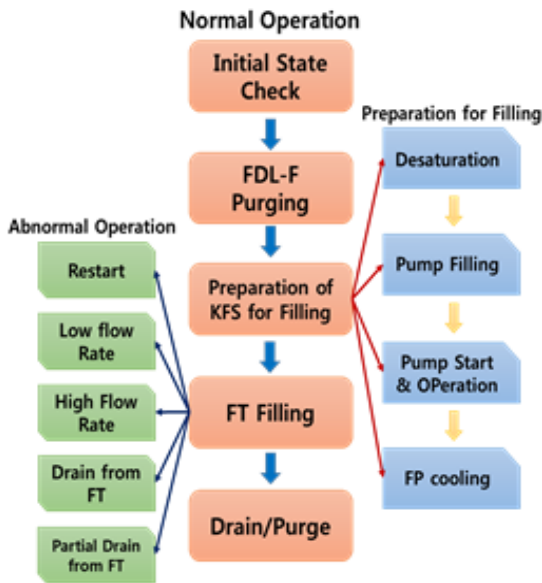 Normal Operation
Initial State
Check
FDL-F
Purging
Preparation of
KFS for Filling
FT Filling
Drain/Purge
Preparation for Filling
Desaturation
Pump Filling
Pump Start
& OPeration
FP cooling
Abnormal Operation
Restart
Low flow
Rate
High Flow
Rate
Drain from
FT
Partial Drain
from FT